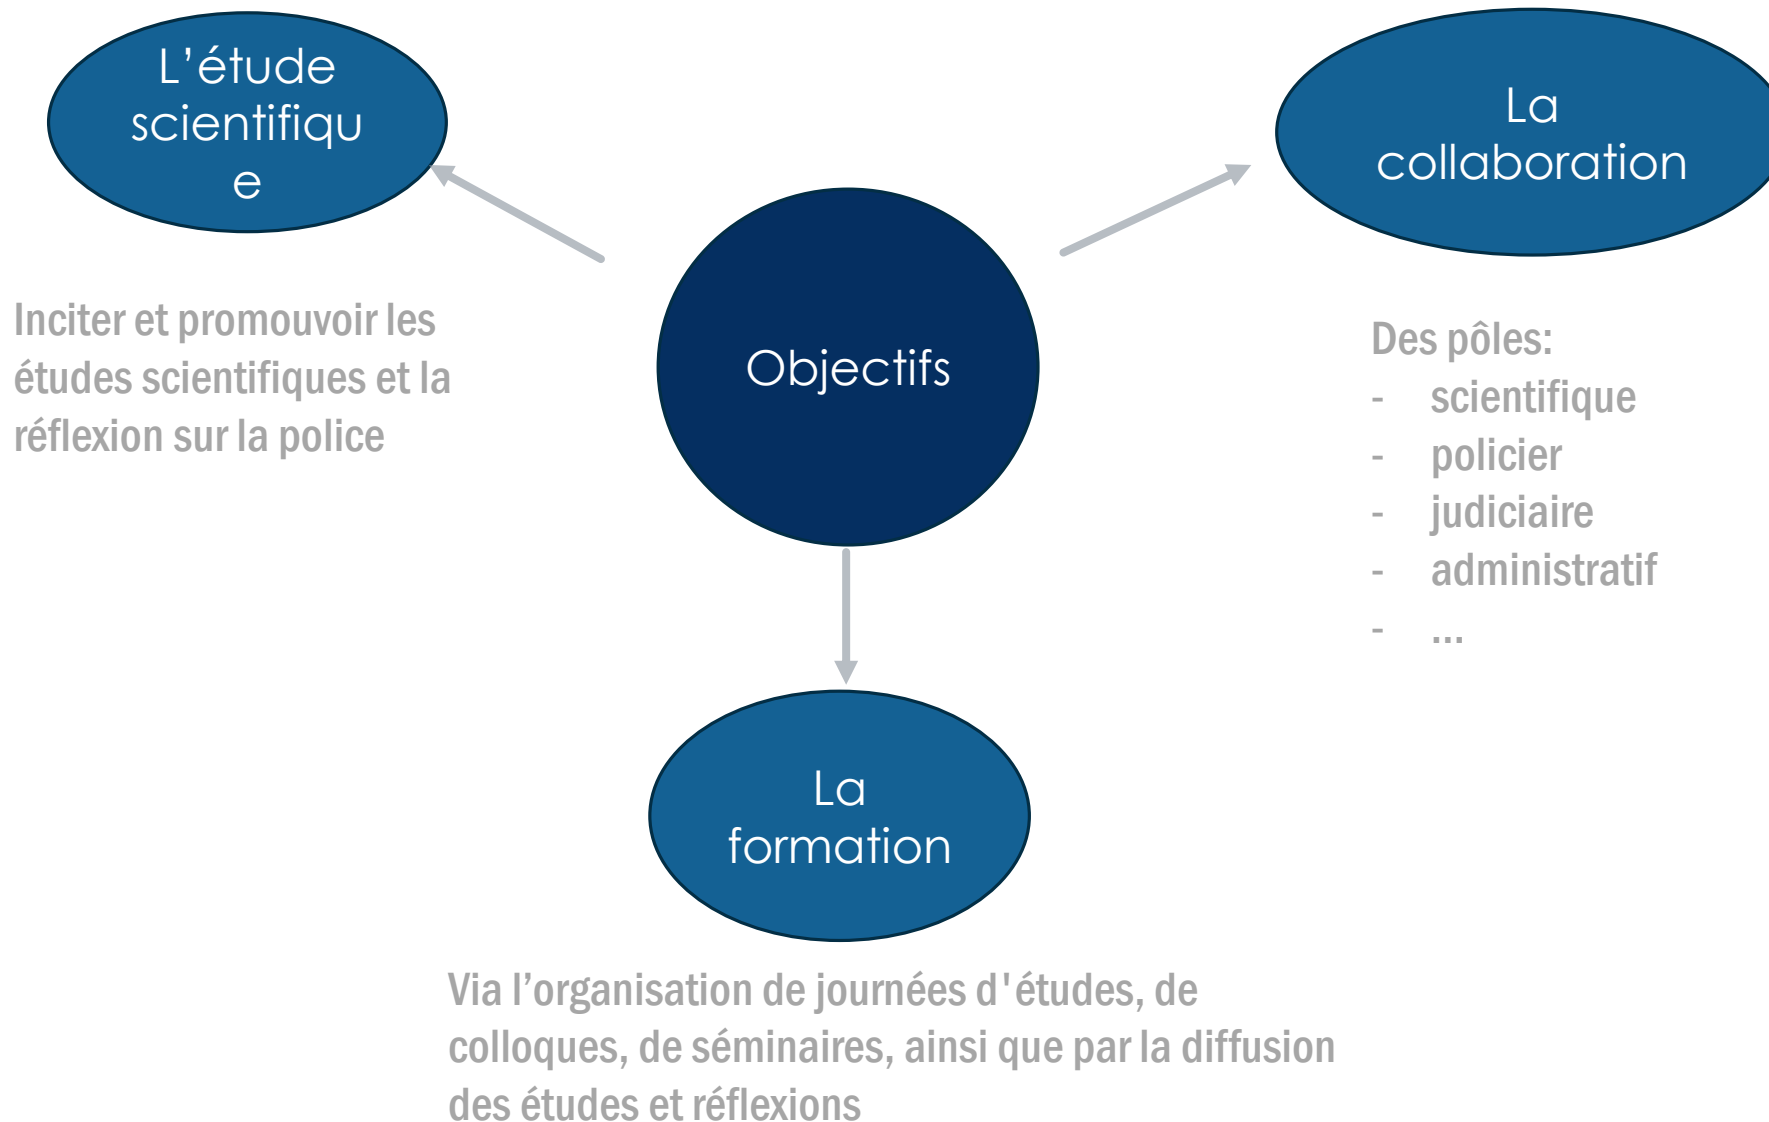 L’étude
scientifiqu
e
La
collaboration
Objectifs
Inciter et promouvoir les
études scientifiques et la
réflexion sur la police
Des pôles:
- scientifique
- policier
- judiciaire
- administratif
- ...
La
formation
Via l’organisation de journées d'études, de
colloques, de séminaires, ainsi que par la diffusion
des études et réflexions